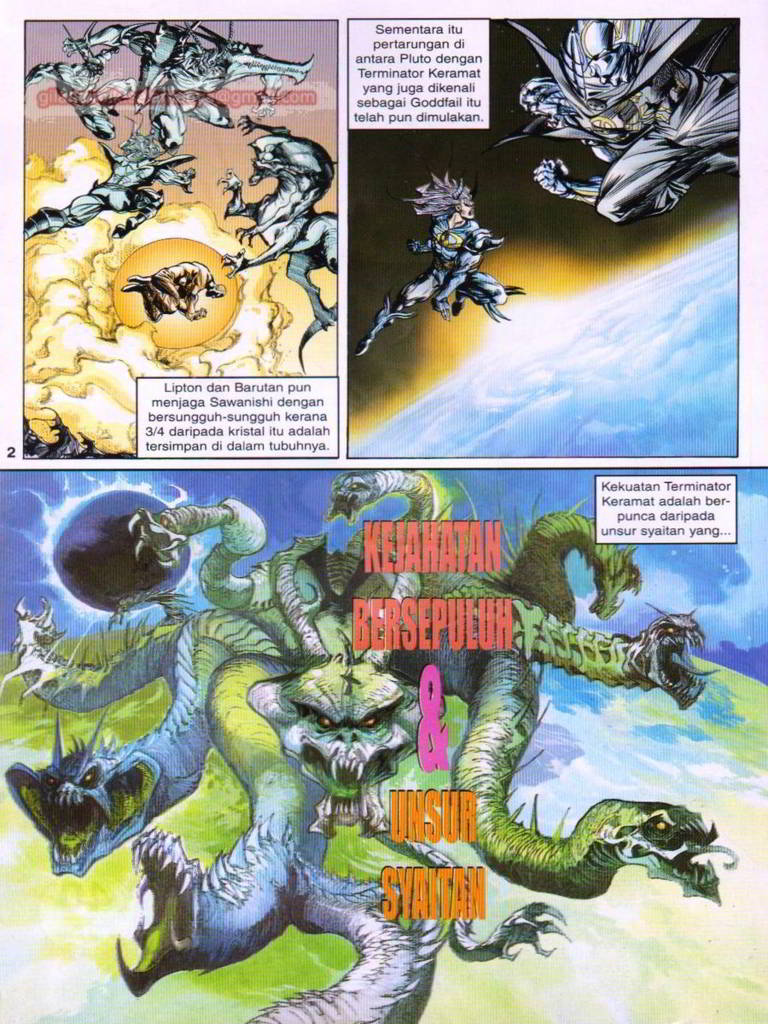 Lipton dan Barutan pun
menjaga Sawanishi dengan
bersungguh-sungguh kerana
3/4 daripada kristal itu adalah
tersimpan di dalam tubuhnya.
Sementara itu
pertarungan di
antara Pluto dengan
Terminator Keramat
yang juga dikenali
sebagai Goddfail itu
telah pun dimulakan.
2
Kekuatan Terminator
Keramat adalah ber-
punca daripada
unsur syaitan yang...
KEJAHATAN
BERSEPULUH
&
UNSUR
SYAITAN